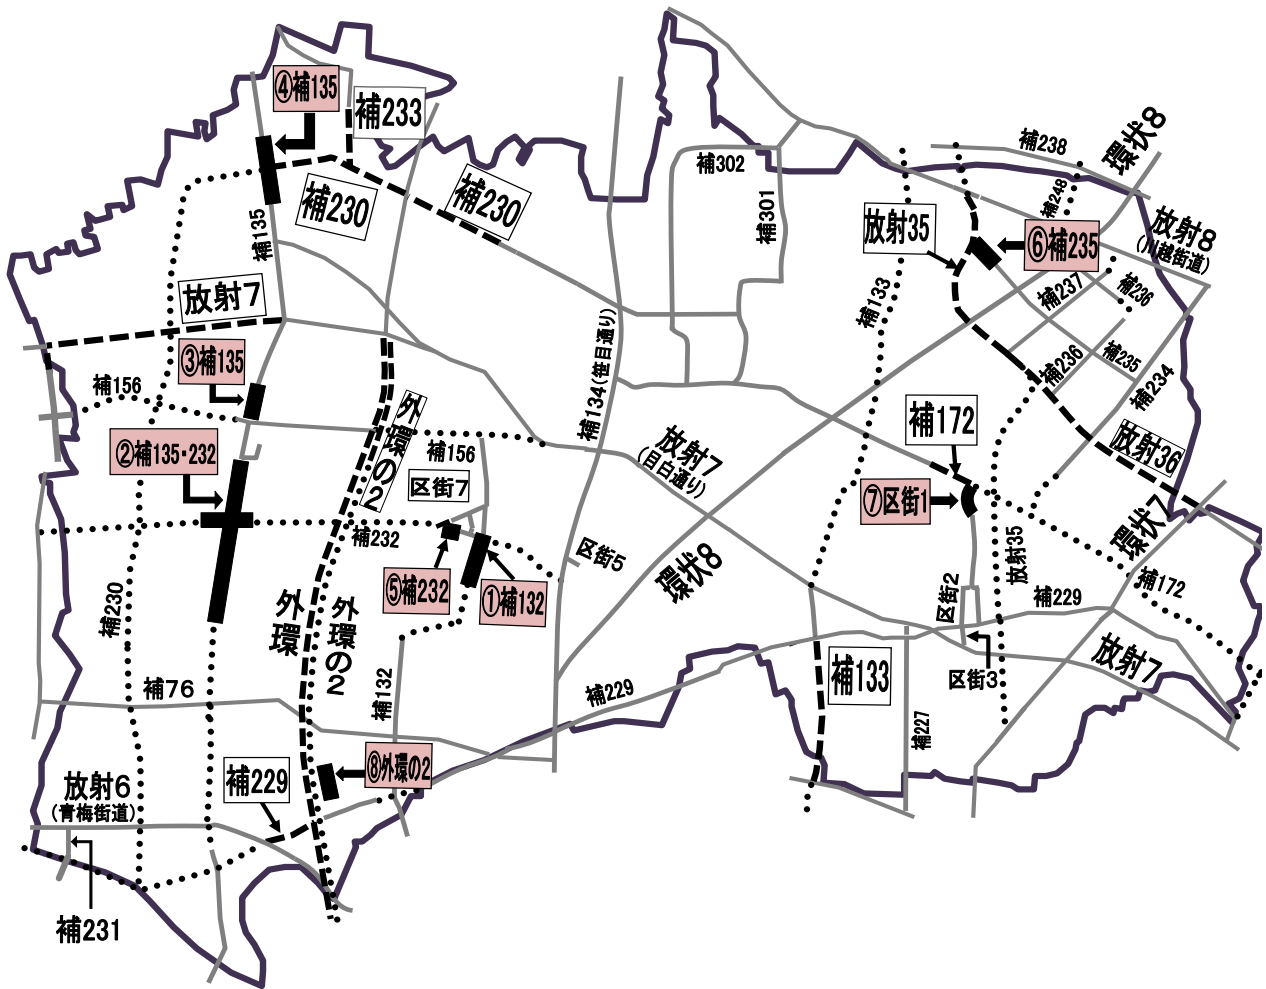 ④補135
補233
補230
補230
補135
放射7
③補135
補156
②補135・232
外環の2
補156
区街7
補232
⑤補232
①補132
補134(笹目通り)
区街5
補230
外環
外環の2
補132
補76
⑧外環の2
補229
放射6
(青梅街道)
補231
補302
補301
補238
環状8
補248
放射8
(川越街道)
放射35
⑥補235
補133
補237
補236
補236
補235
補234
補172
放射36
放射7
(目白通り)
⑦区街1
環状7
環状8
放射35
補172
区街2
補229
放射7
区街3
補133
補229
補227